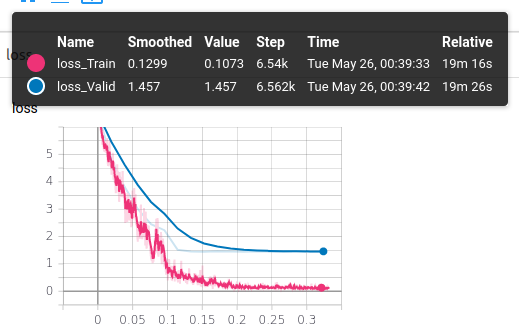 loss
Name Smoothed Value Step Time Relative
loss_Train 0.1299 0.1073 6.54k Tue May 26, 00:39:33 19m 16s
loss_Valid 1.457 1.457 6.562k Tue May 26, 00:39:42 19m 26s
loss
5
4
3
2
1
0
0 0.05 0.1 0.15 0.2 0.25 0.3